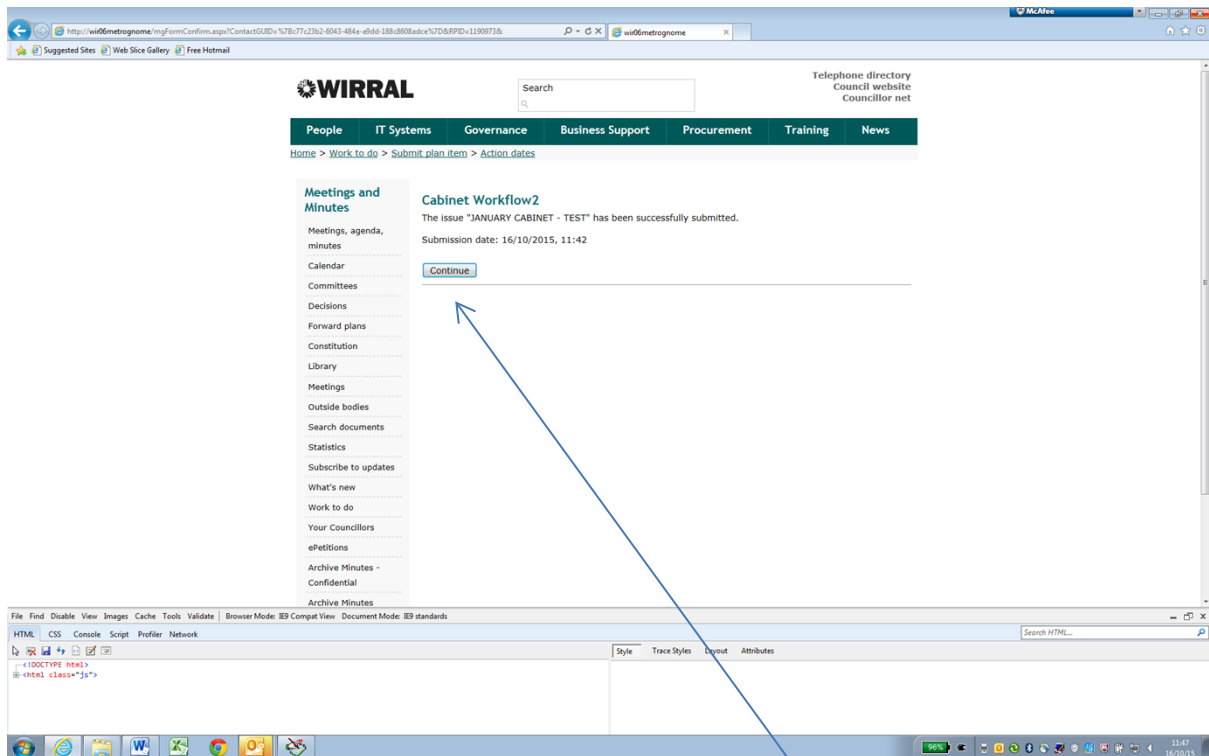 McAfee
http://wir06metrognome/mgFormConfirm.aspx?ContactGUID=%7Bc77c23b2-6043-484a-a9dd-188c8608adce%7D&RPID=1190973&
wir06metrognome
Suggested Sites Web Slice Gallery Free Hotmail
WIRRAL
Search
Telephone directory
Council website
Councillor net
People IT Systems Governance Business Support Procurement Training News
Home > Work to do > Submit plan item > Action dates
Meetings and
Minutes
Meetings, agenda,
minutes
Calendar
Committees
Decisions
Forward plans
Constitution
Library
Meetings
Outside bodies
Search documents
Statistics
Subscribe to updates
What's new
Work to do
Your Councillors
ePetitions
Archive Minutes -
Confidential
Archive Minutes
Cabinet Workflow2
The issue "JANUARY CABINET - TEST" has been successfully submitted.
Submission date: 16/10/2015, 11:42
Continue
File Find Disable View Images Cache Tools Validate Browser Mode: IE9 Compat View Document Mode: IE9 standards
HTML CSS Console Script Profiler Network
Search HTML...
Style Trace Styles Layout Attributes
<!DOCTYPE html>
<html class="js">
96%
11:47
16/10/15